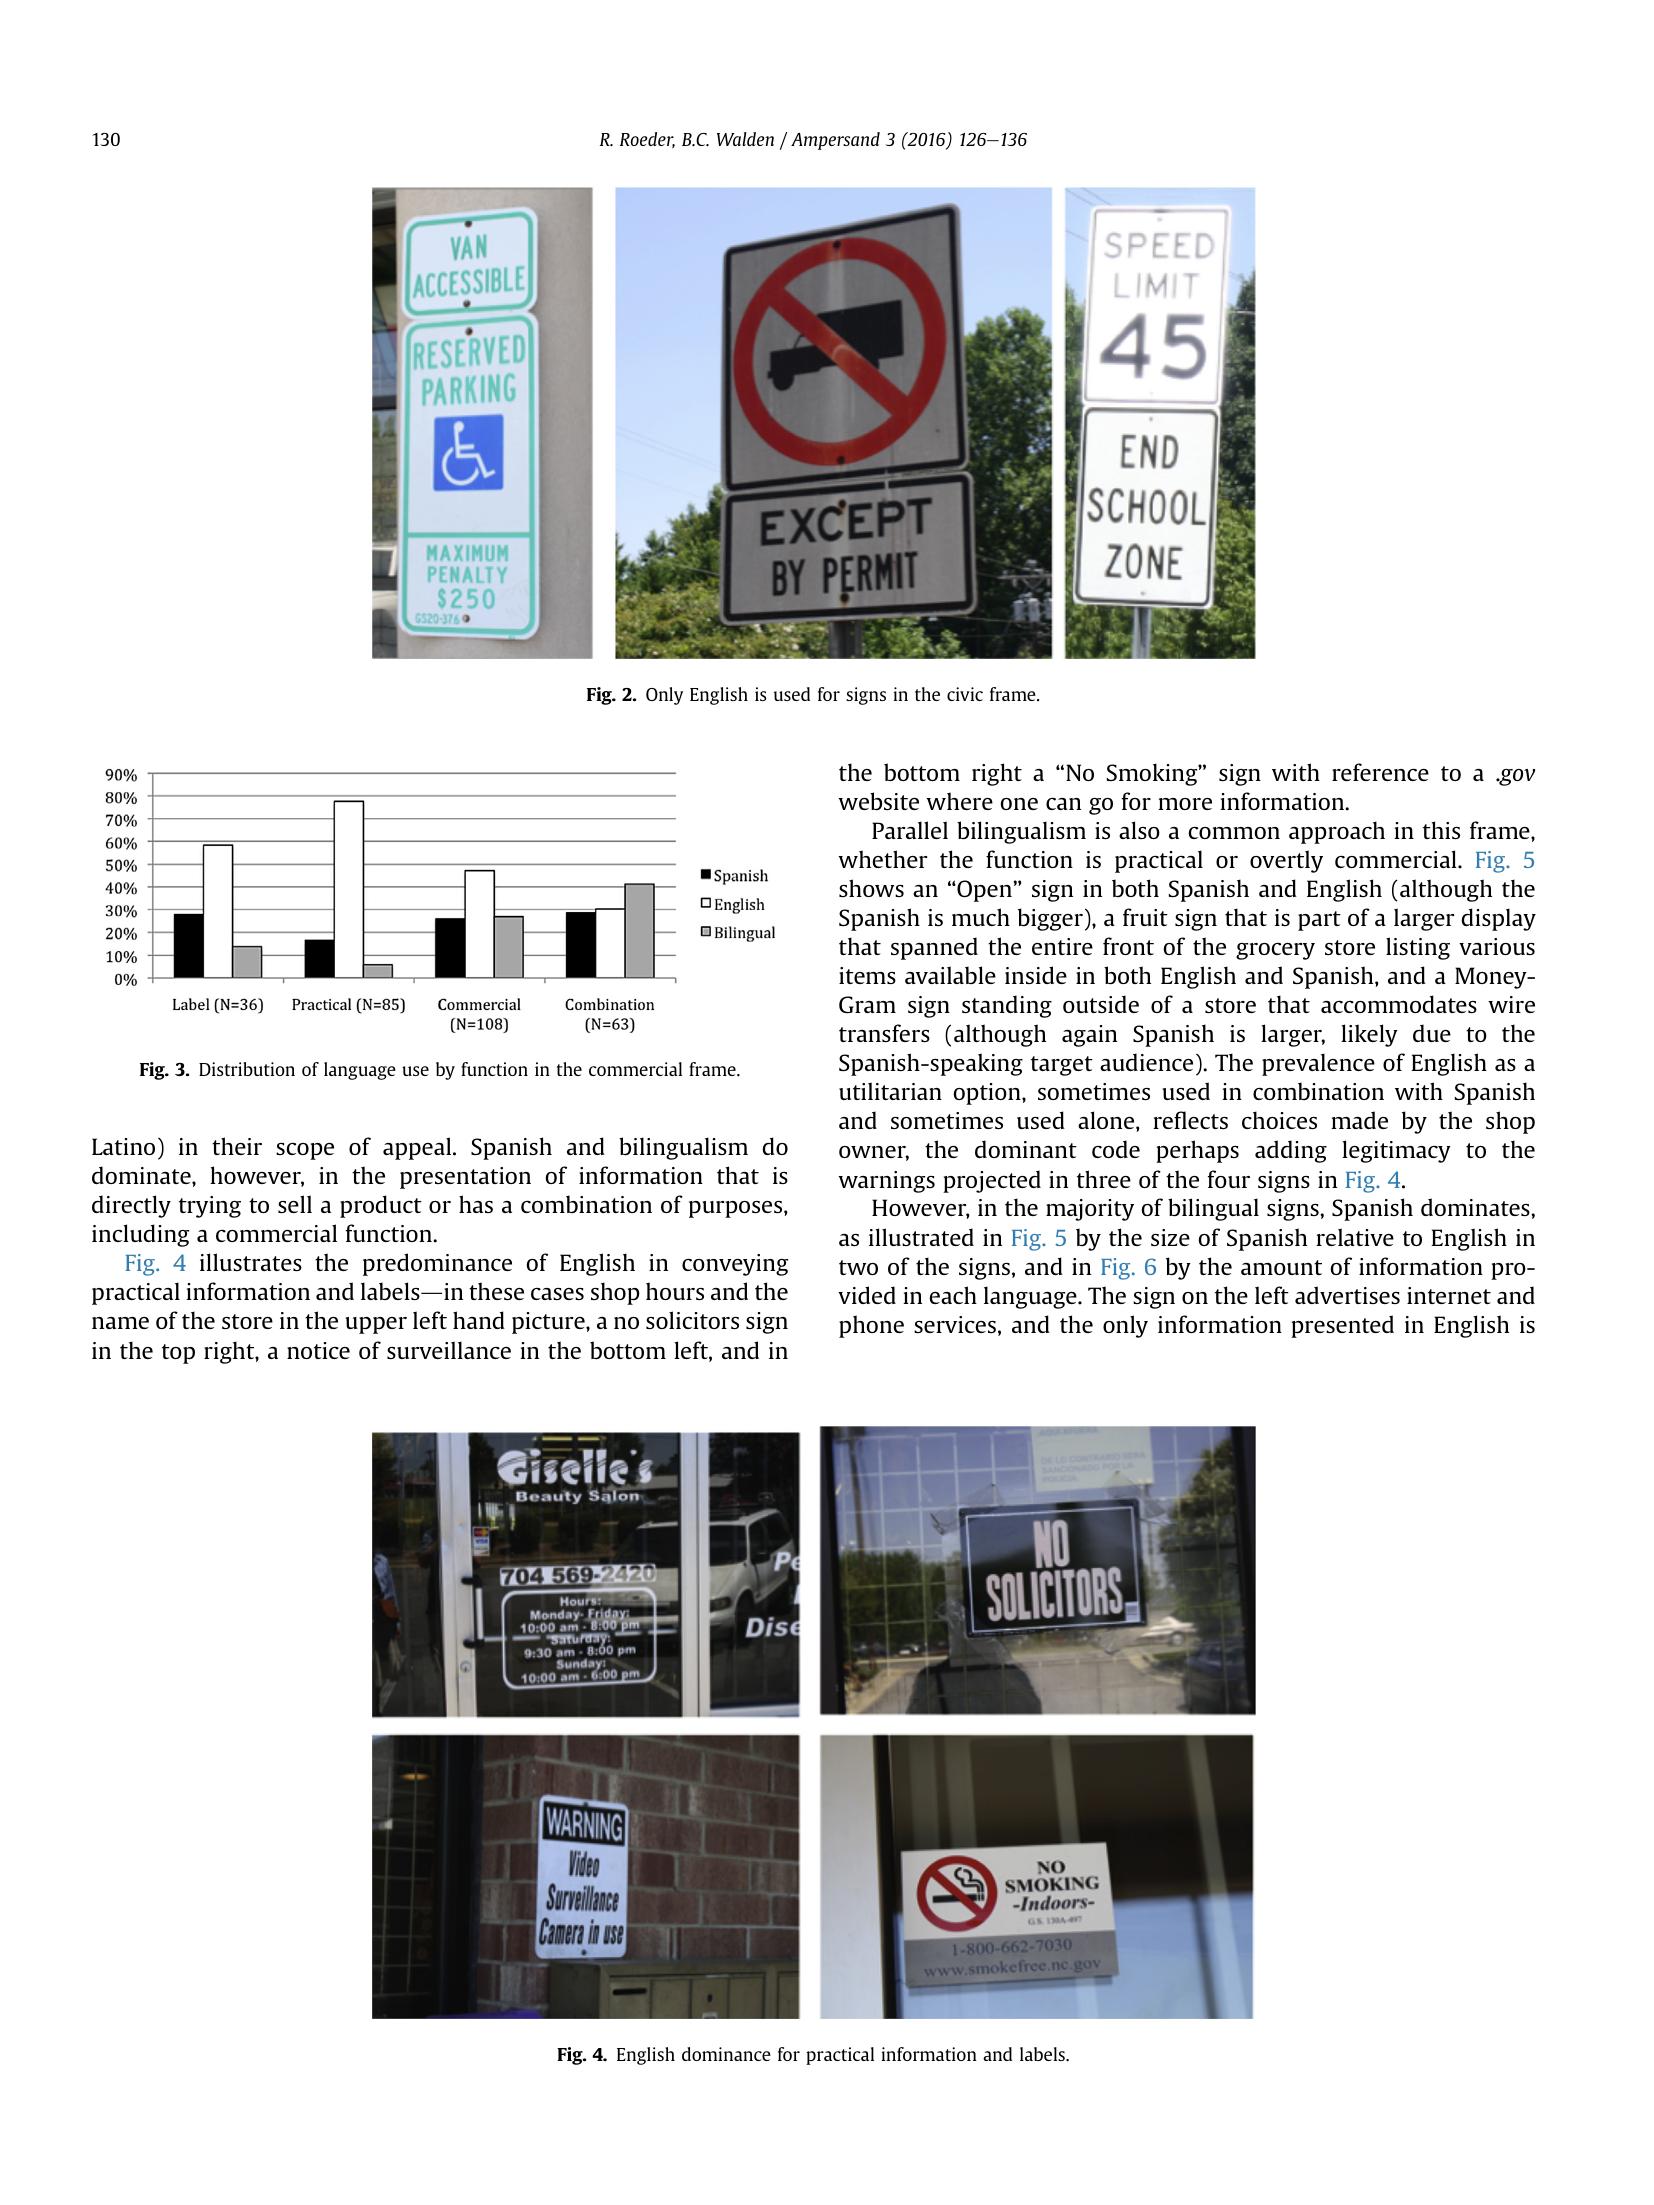 130
R. Roeder, B.C. Walden / Ampersand 3 (2016) 126–136
VAN
ACCESSIBLE
RESERVED
PARKING
MAXIMUM
PENALTY
$250
GS20-37.6
EXCEPT
BY PERMIT
SPEED
LIMIT
45
END
SCHOOL
ZONE
Fig. 2. Only English is used for signs in the civic frame.
90%
80%
70%
60%
50%
40%
30%
20%
10%
0%
Label (N=36) Practical (N=85) Commercial Combination
(N=108) (N=63)
Spanish
English
Bilingual
Fig. 3. Distribution of language use by function in the commercial frame.
Latino) in their scope of appeal. Spanish and bilingualism do
dominate, however, in the presentation of information that is
directly trying to sell a product or has a combination of purposes,
including a commercial function.
Fig. 4 illustrates the predominance of English in conveying
practical information and labels—in these cases shop hours and the
name of the store in the upper left hand picture, a no solicitors sign
in the top right, a notice of surveillance in the bottom left, and in
the bottom right a “No Smoking” sign with reference to a .gov
website where one can go for more information.
Parallel bilingualism is also a common approach in this frame,
whether the function is practical or overtly commercial. Fig. 5
shows an “Open” sign in both Spanish and English (although the
Spanish is much bigger), a fruit sign that is part of a larger display
that spanned the entire front of the grocery store listing various
items available inside in both English and Spanish, and a Money-
Gram sign standing outside of a store that accommodates wire
transfers (although again Spanish is larger, likely due to the
Spanish-speaking target audience). The prevalence of English as a
utilitarian option, sometimes used in combination with Spanish
and sometimes used alone, reflects choices made by the shop
owner, the dominant code perhaps adding legitimacy to the
warnings projected in three of the four signs in Fig. 4.
However, in the majority of bilingual signs, Spanish dominates,
as illustrated in Fig. 5 by the size of Spanish relative to English in
two of the signs, and in Fig. 6 by the amount of information pro-
vided in each language. The sign on the left advertises internet and
phone services, and the only information presented in English is
Giselle's
Beauty Salon
704 569-2420
Hours:
Monday- Friday:
10:00 am - 8:00 pm
Saturday:
9:30 am - 8:00 pm
Sunday:
10:00 am - 6:00 pm
Pe
Dise
VISA
DE LO CONTRARIO SERA
SANCIONADO POR LA
POLICIA.
NO
SOLICITORS
WARNING
Video
Surveillance
Camera in use
NO
SMOKING
-Indoors-
G.S. 130A-497
1-800-662-7030
www.smokefree.nc.gov
Fig. 4. English dominance for practical information and labels.